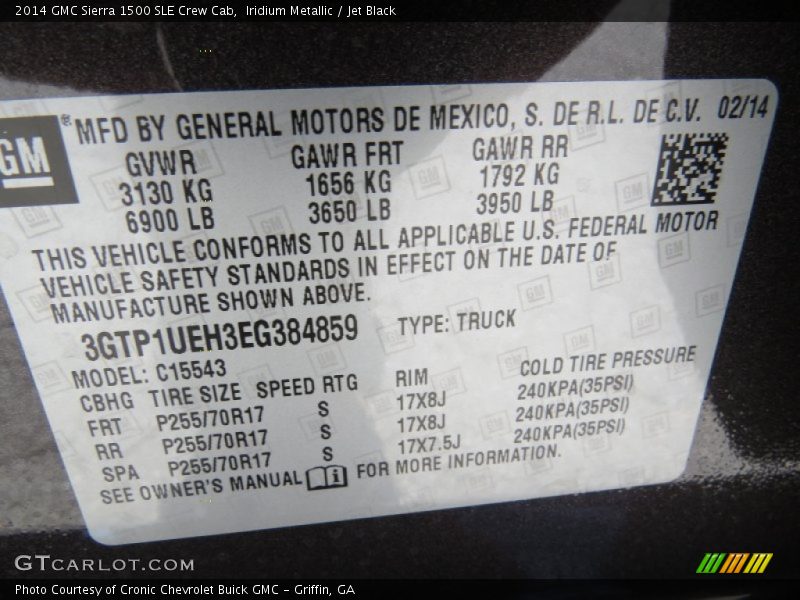 2014 GMC Sierra 1500 SLE Crew Cab,  Iridium Metallic / Jet Black
GM ® MFD BY GENERAL MOTORS DE MEXICO, S. DE R.L. DE C.V. 02/14
GVWR GAWR FRT GAWR RR
3130 KG 1656 KG 1792 KG
6900 LB 3650 LB 3950 LB
THIS VEHICLE CONFORMS TO ALL APPLICABLE U.S. FEDERAL MOTOR
VEHICLE SAFETY STANDARDS IN EFFECT ON THE DATE OF
MANUFACTURE SHOWN ABOVE.
3GTP1UEH3EG384859 TYPE: TRUCK
MODEL: C15543
CBHG TIRE SIZE SPEED RTG RIM COLD TIRE PRESSURE
FRT P255/70R17 S 17X8J 240KPA(35PSI)
RR P255/70R17 S 17X8J 240KPA(35PSI)
SPA P255/70R17 S 17X7.5J 240KPA(35PSI)
SEE OWNER'S MANUAL i FOR MORE INFORMATION.
GTCARLOT.COM
Photo Courtesy of Cronic Chevrolet Buick GMC - Griffin, GA